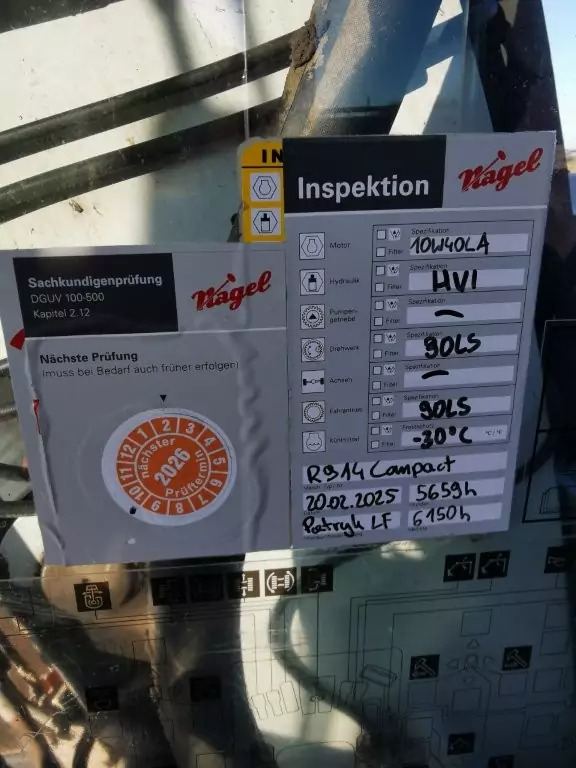 IN
Inspektion
Nagel
Motor
Spezifikation
Filter
10W40LA
Hydraulik
Spezifikation
Filter
HVI
Pumpen-
getriebe
Spezifikation
Filter
–
Drehwerk
Spezifikation
Filter
90LS
Achsen
Spezifikation
Filter
–
Fahrantrieb
Spezifikation
Filter
90LS
Kühlmittel
Frostschutz
Filter
-30°C
°C / °F
R914 Compact
20.02.2025
5659h
Patryk LF
6150h
Sachkundigenprüfung
DGUV 100-500
Kapitel 2.12
Nagel
Nächste Prüfung
(muss bei Bedarf auch früher erfolgen)
1 2 3 4 5 6 7 8 9 10 11 12
nächster
Prüftermin
2026